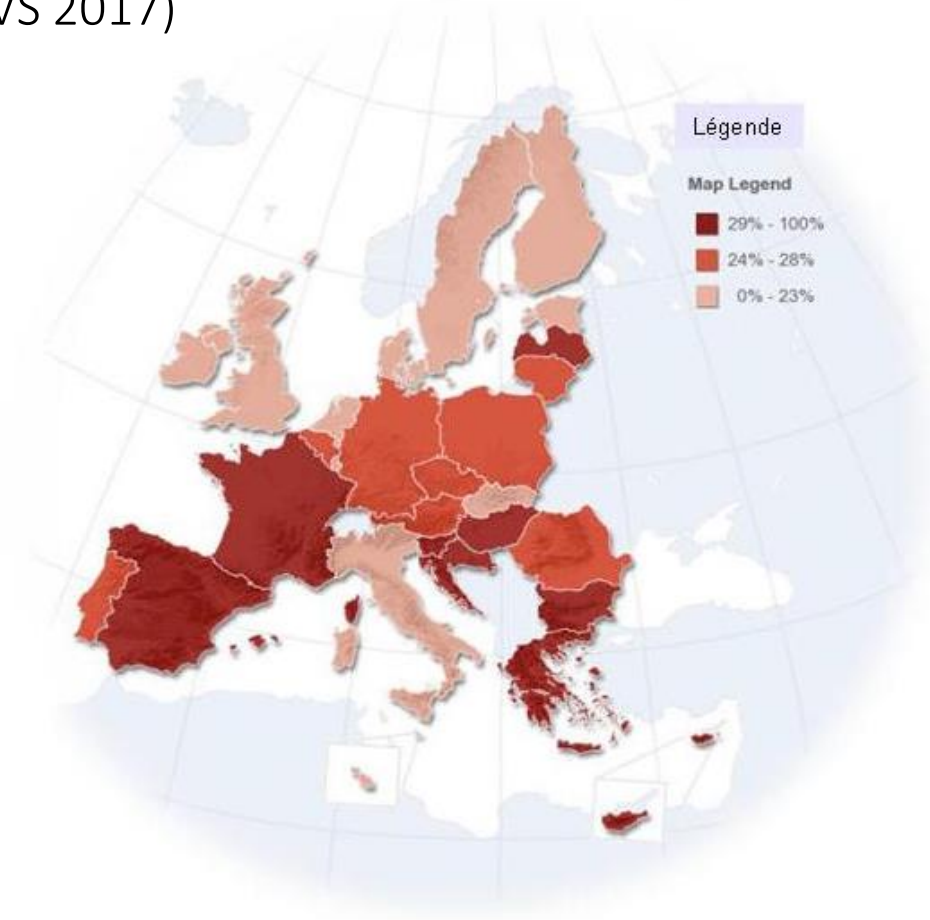 VS 2017)
Légende
Map Legend
29% - 100%
24% - 28%
0% - 23%